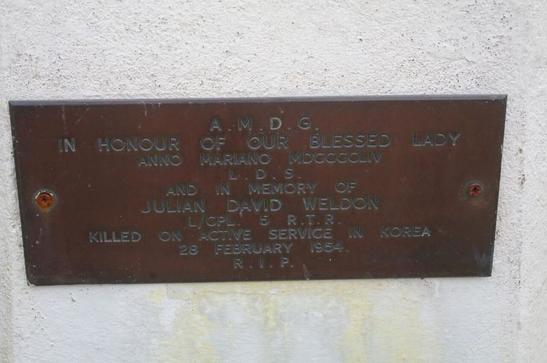 A.M.D.G.
IN HONOUR OF OUR BLESSED LADY
ANNO MARIANO MDCCCCLIV
L.D.S.
AND IN MEMORY OF
JULIAN DAVID WELDON
L/CPL. 5 R.T.R.
KILLED ON ACTIVE SERVICE IN KOREA
28 FEBRUARY 1954.
R.I.P.